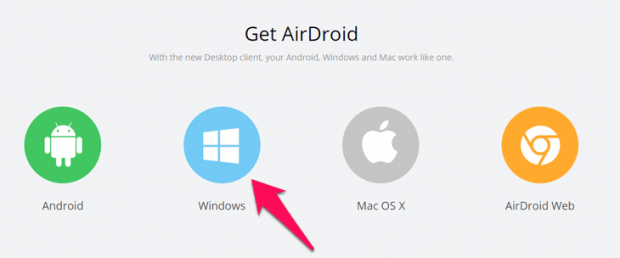 Get AirDroid
With the new Desktop client, your Android, Windows and Mac work like one.
Android
Windows
Mac OS X
AirDroid Web